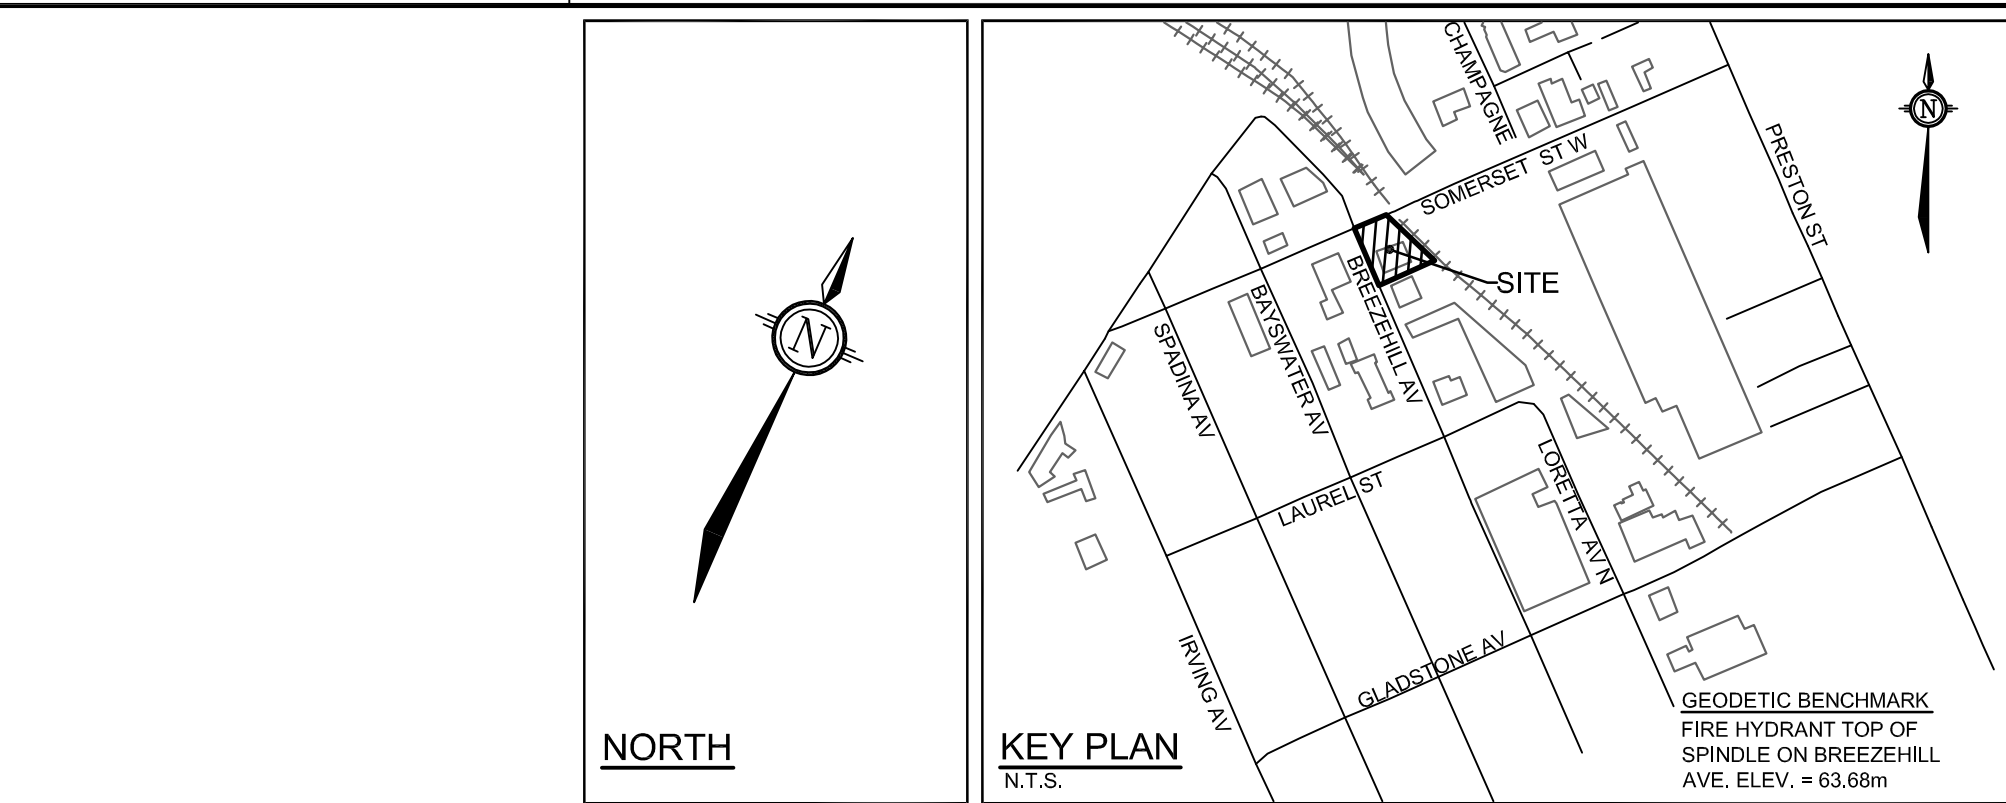 N
NORTH
CHAMPAGNE
N
SOMERSET ST W
PRESTON ST
SITE
BREEZEHILL AV
BAYSWATER AV
SPADINA AV
LAUREL ST
LORETTA AV N
IRVING AV
GLADSTONE AV
KEY PLAN
N.T.S.
GEODETIC BENCHMARK
FIRE HYDRANT TOP OF
SPINDLE ON BREEZEHILL
AVE. ELEV. = 63.68m